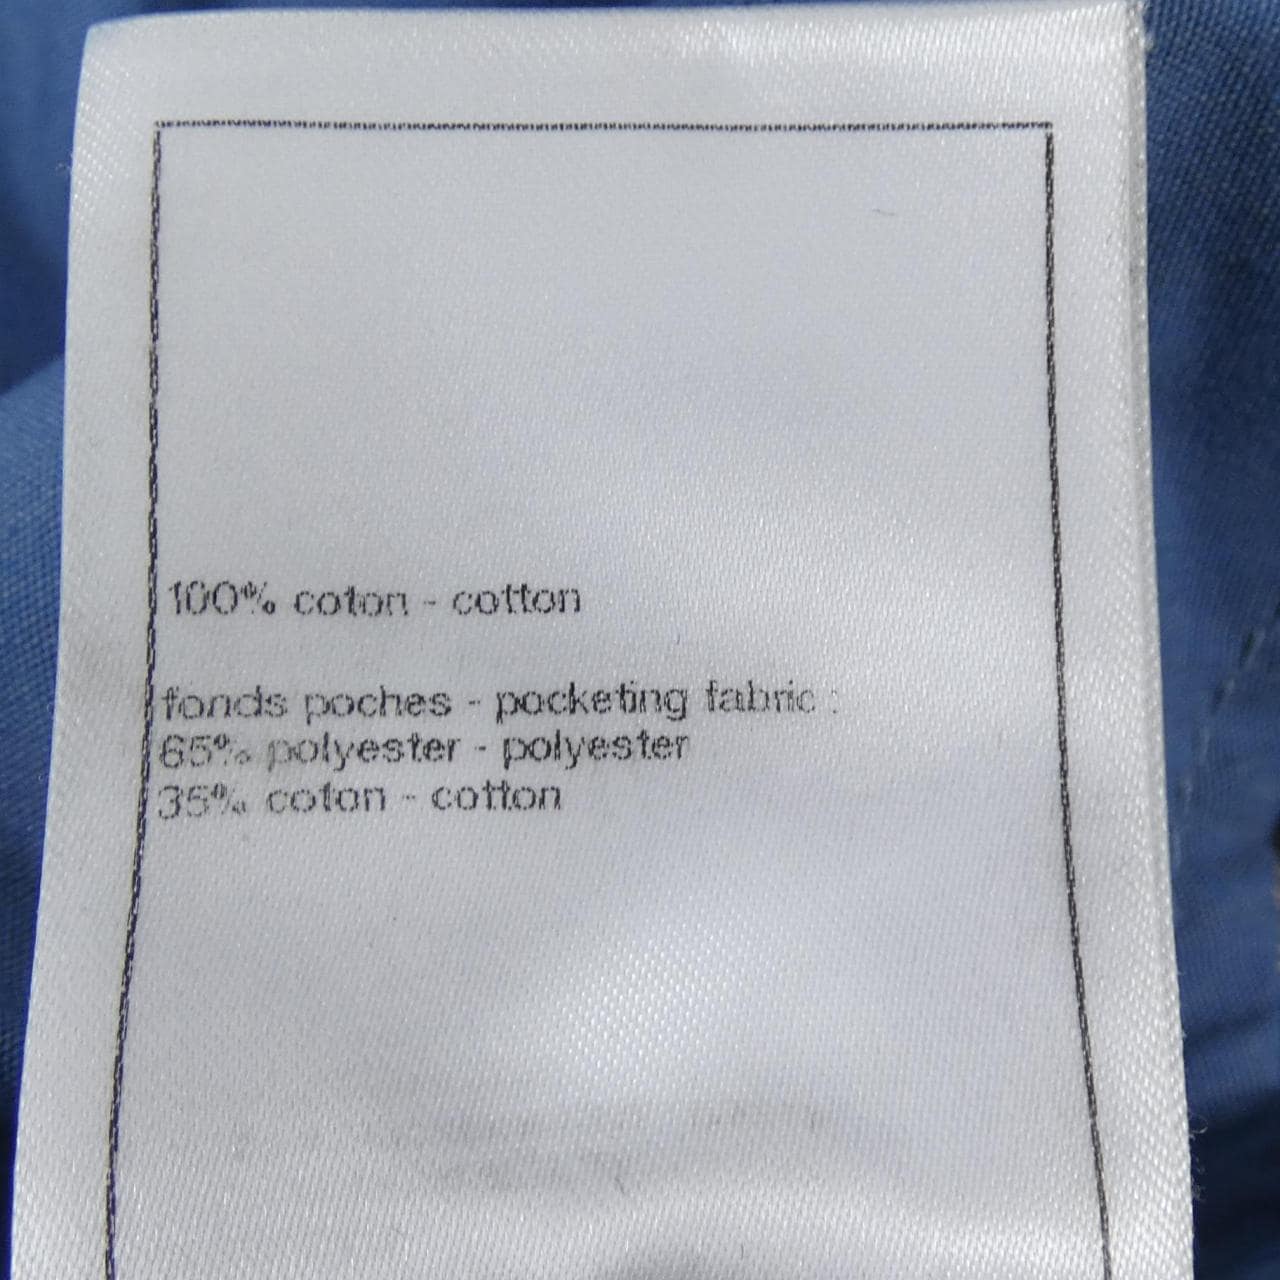 100% coton - cotton
fonds poches - pocketing fabric :
65% polyester - polyester
35% coton - cotton